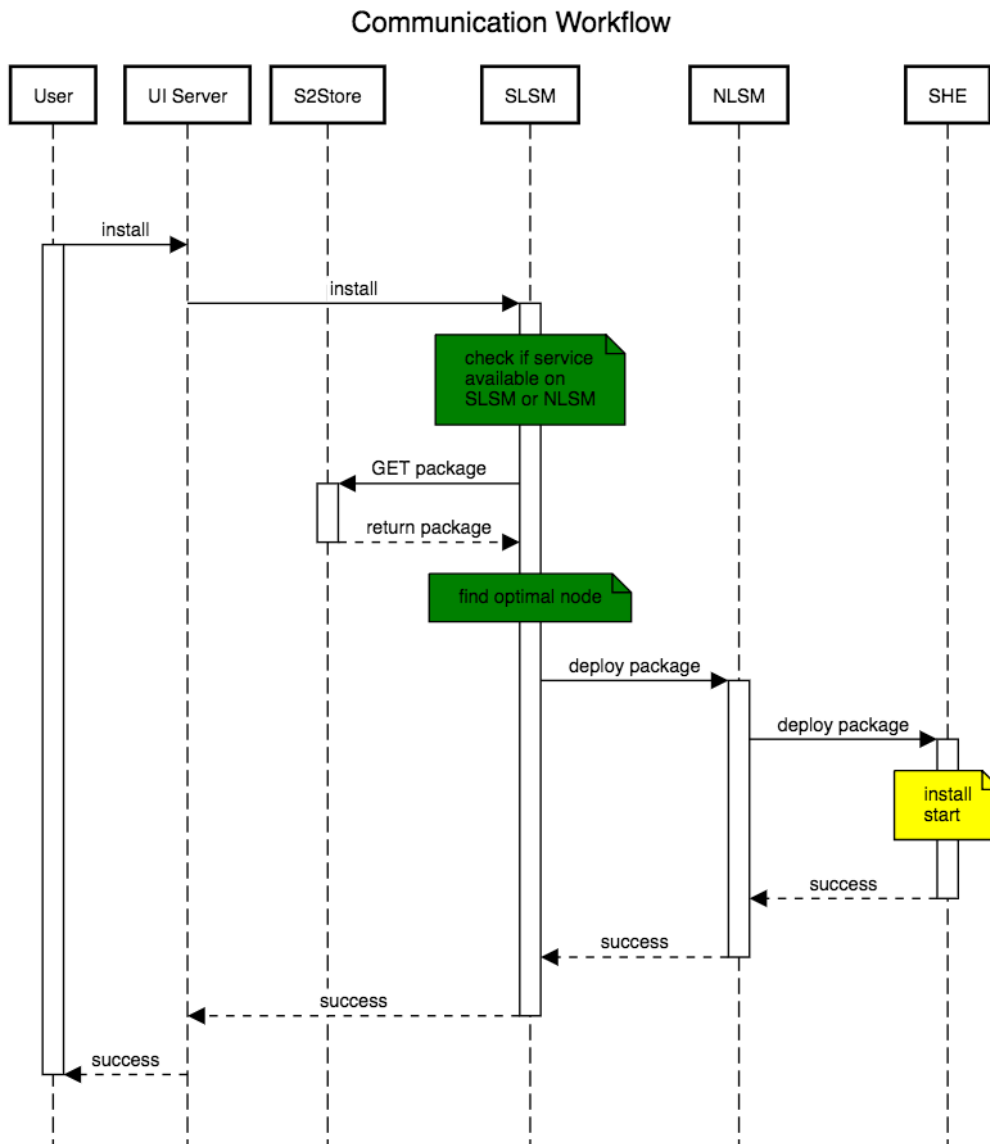 Communication Workflow
User
UI Server
S2Store
SLSM
NLSM
SHE
install
install
check if service
available on
SLSM or NLSM
GET package
return package
find optimal node
deploy package
deploy package
install
start
success
success
success
success